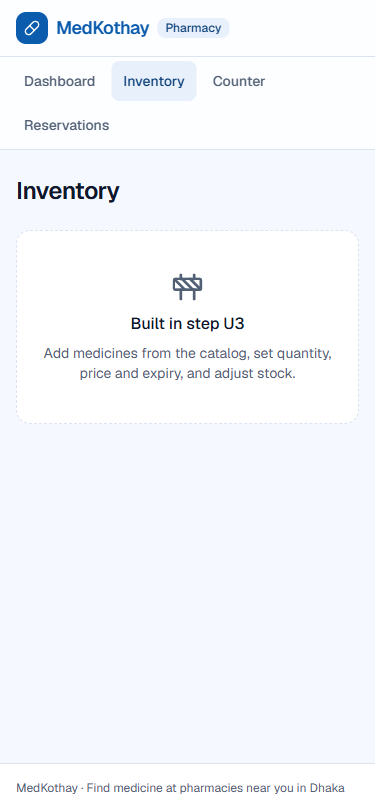 MedKothay Pharmacy
Dashboard Inventory Counter
Reservations
Inventory
Built in step U3
Add medicines from the catalog, set quantity,
price and expiry, and adjust stock.
MedKothay · Find medicine at pharmacies near you in Dhaka